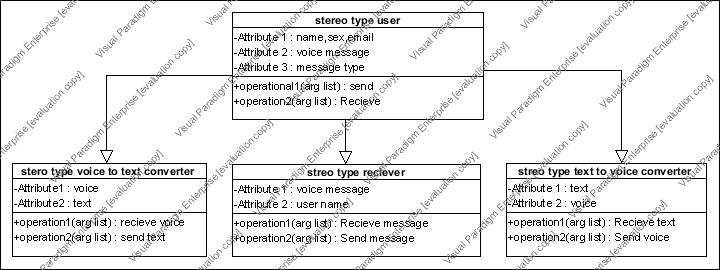 stereo type user
-Attribute 1 : name,sex,email
-Attribute 2 : voice message
-Attribute 3 : message type
+operational1(arg list) : send
+operation2(arg list) : Recieve
stero type voice to text converter
-Attribute1 : voice
-Attribute2 : text
+operation1(arg list) : recieve voice
+operation2(arg list) : send text
streo type reciever
-Attribute 1 : voice message
-Attribute 2 : user name
+operation1(arg list) : Recieve message
+operation2(arg list) : Send message
streo type text to voice converter
-Attribute 1 : text
-Attribute 2 : voice
+operation1(arg list) : Recieve text
+operation2(arg list) : Send voice
Visual Paradigm Enterprise [evaluation copy]